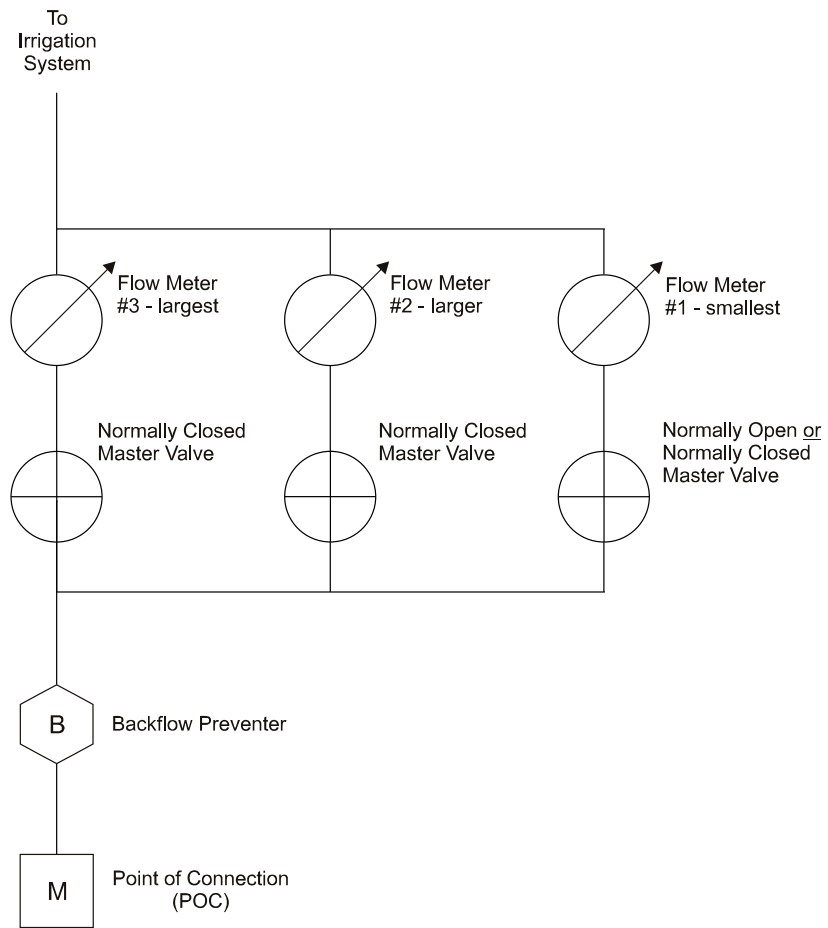 To
Irrigation
System
Flow Meter
#3 - largest
Flow Meter
#2 - larger
Flow Meter
#1 - smallest
Normally Closed
Master Valve
Normally Closed
Master Valve
Normally Open or
Normally Closed
Master Valve
B
Backflow Preventer
M
Point of Connection
(POC)